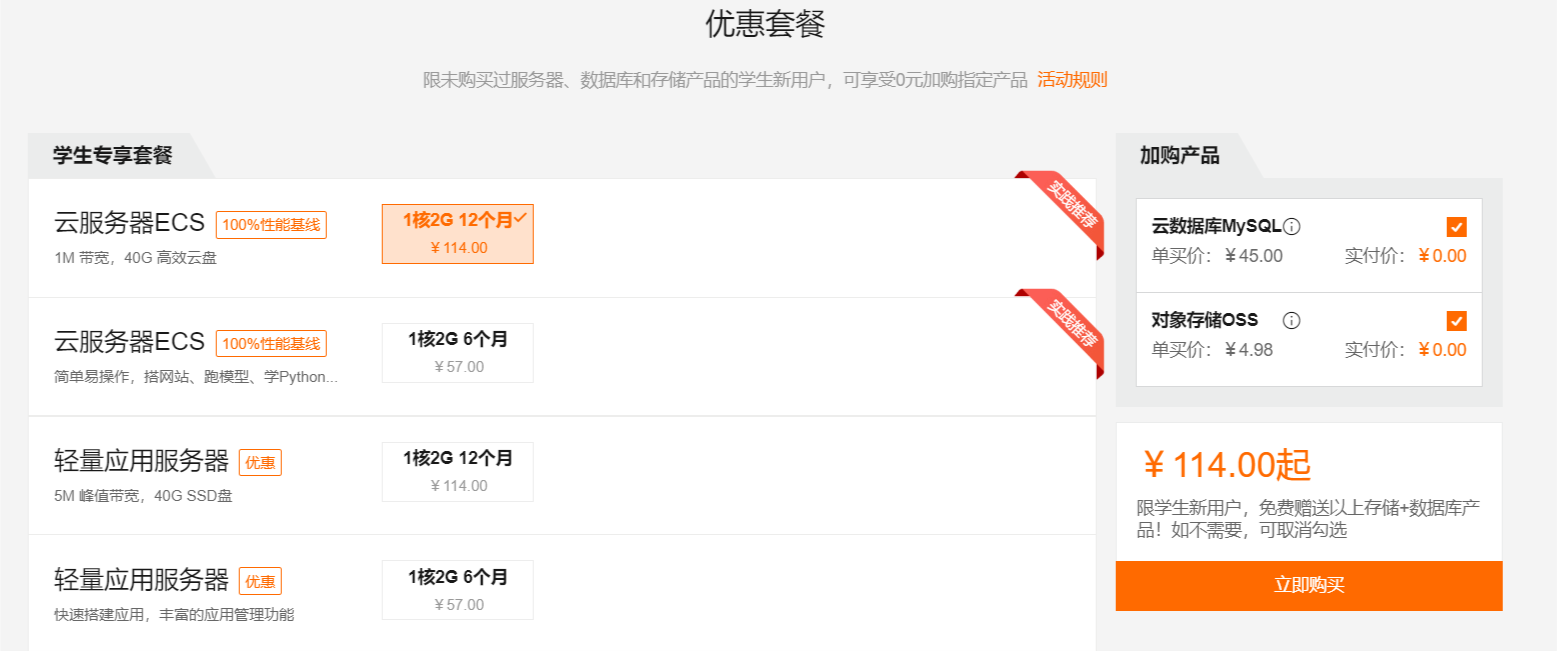 优惠套餐
限未购买过服务器、数据库和存储产品的学生新用户，可享受0元加购指定产品 活动规则
学生专享套餐
云服务器ECS 100%性能基线
1M 带宽，40G 高效云盘
1核2G 12个月
￥114.00
实践推荐
云服务器ECS 100%性能基线
简单易操作，搭网站、跑模型、学Python...
1核2G 6个月
￥57.00
实践推荐
轻量应用服务器 优惠
5M 峰值带宽，40G SSD盘
1核2G 12个月
￥114.00
轻量应用服务器 优惠
快速搭建应用，丰富的应用管理功能
1核2G 6个月
￥57.00
加购产品
云数据库MySQL
单买价：￥45.00 实付价：￥0.00
对象存储OSS
单买价：￥4.98 实付价：￥0.00
￥114.00起
限学生新用户，免费赠送以上存储+数据库产
品！如不需要，可取消勾选
立即购买